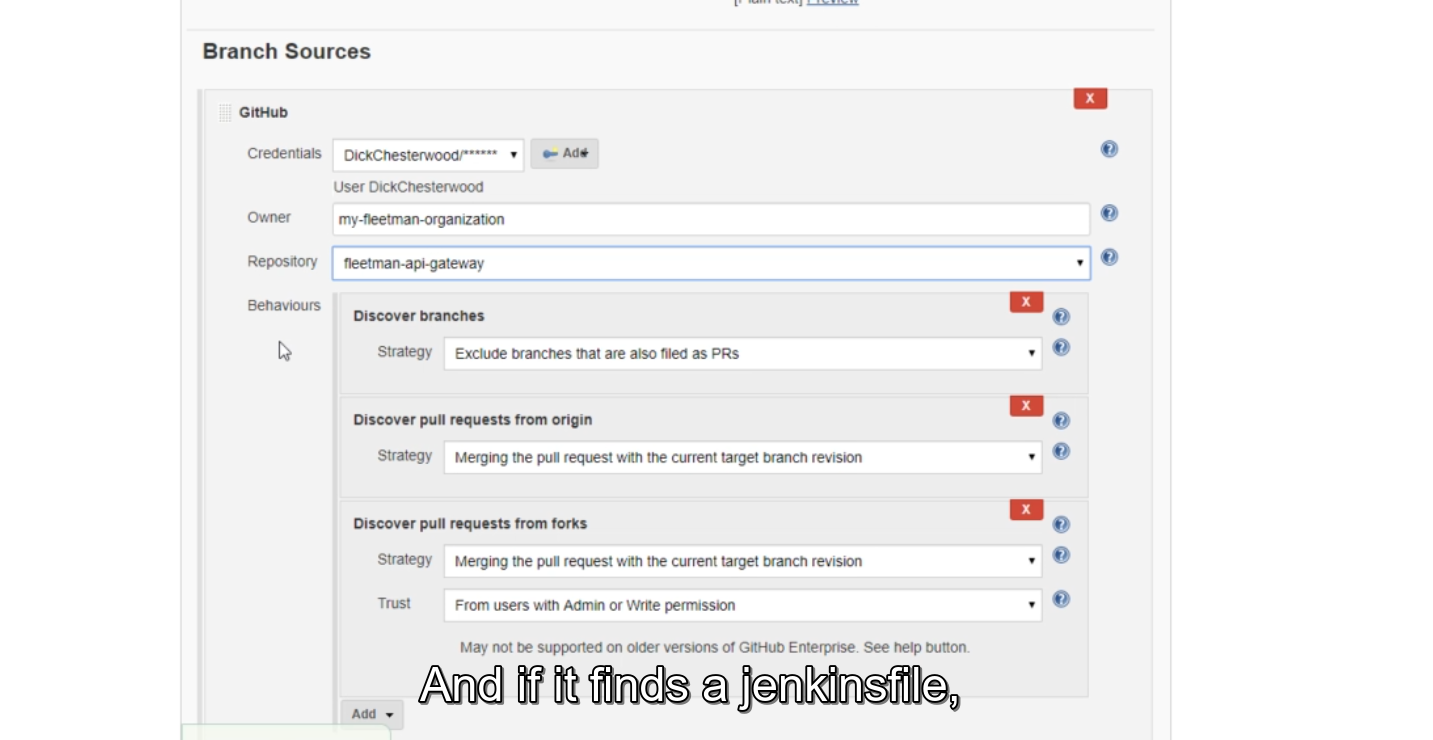 [Plain text] Preview
Branch Sources
X
GitHub
Credentials DickChesterwood/****** Add
User DickChesterwood
Owner my-fleetman-organization
Repository fleetman-api-gateway
Behaviours
X
Discover branches
Strategy Exclude branches that are also filed as PRs
X
Discover pull requests from origin
Strategy Merging the pull request with the current target branch revision
X
Discover pull requests from forks
Strategy Merging the pull request with the current target branch revision
Trust From users with Admin or Write permission
May not be supported on older versions of GitHub Enterprise. See help button.
And if it finds a jenkinsfile,
Add